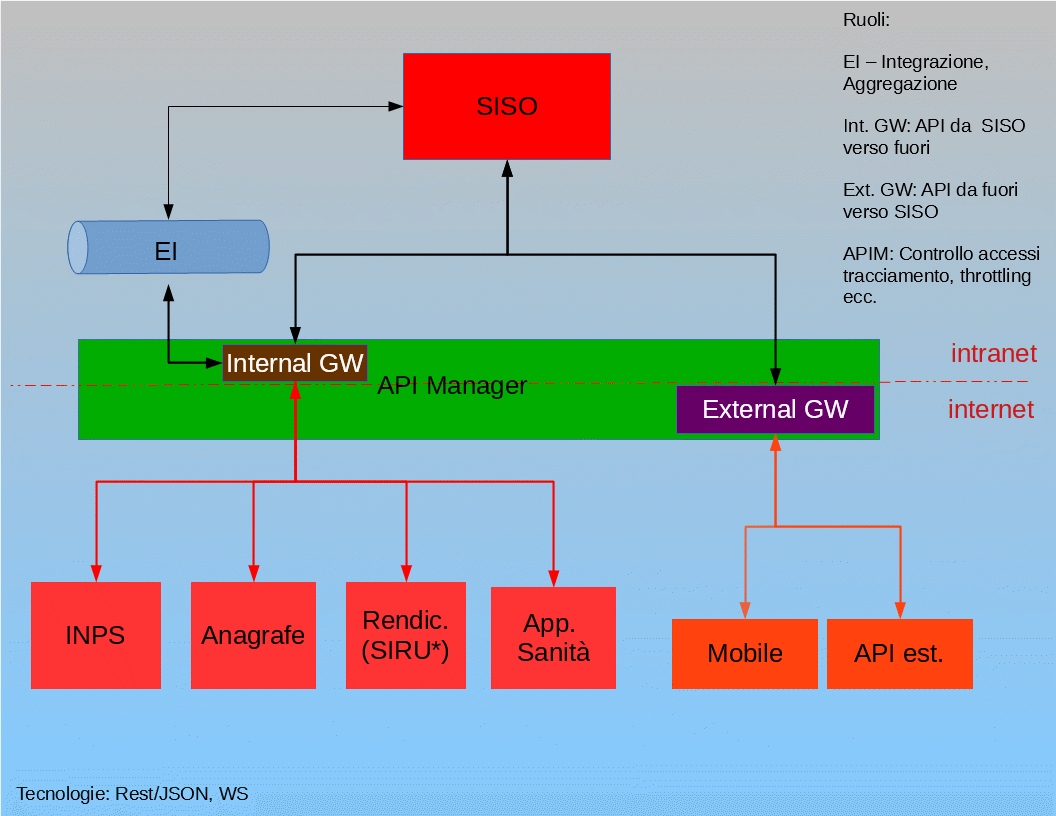 Ruoli:
EI – Integrazione,
Aggregazione
Int. GW: API da  SISO
verso fuori
Ext. GW: API da fuori
verso SISO
APIM: Controllo accessi
tracciamento, throttling
ecc.
SISO
EI
Internal GW
API Manager
External GW
intranet
internet
INPS
Anagrafe
Rendic.
(SIRU*)
App.
Sanità
Mobile
API est.
Tecnologie: Rest/JSON, WS